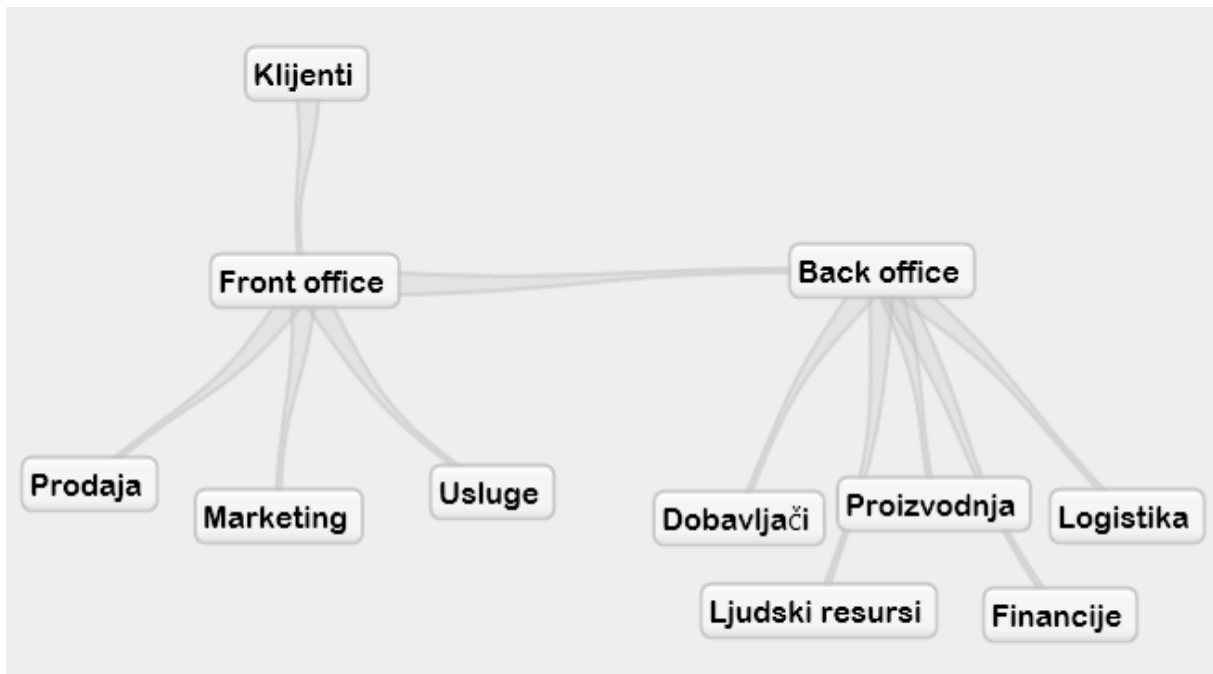 Klijenti
Front office
Back office
Prodaja
Marketing
Usluge
Dobavljači
Proizvodnja
Logistika
Ljudski resursi
Financije